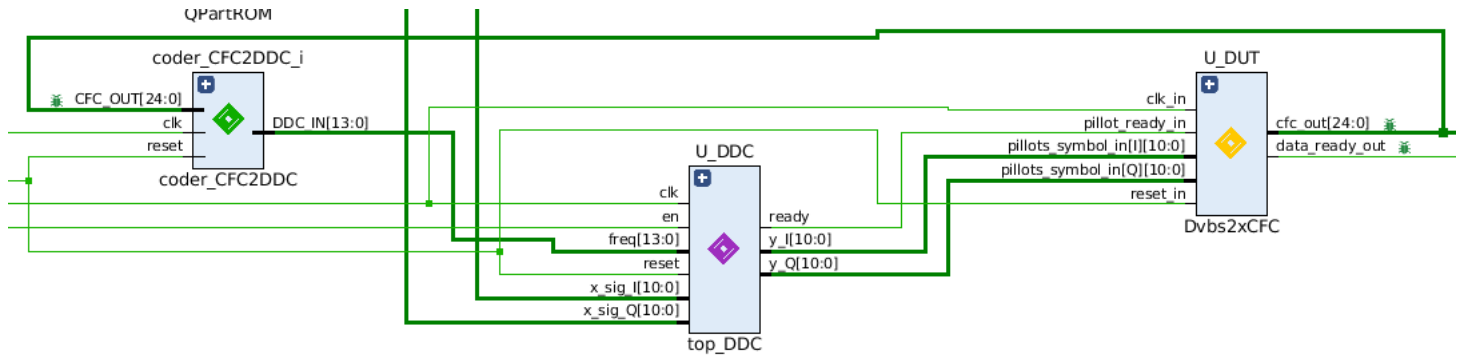 QPartROM
coder_CFC2DDC_i
CFC_OUT[24:0]
clk
reset
DDC_IN[13:0]
coder_CFC2DDC
U_DDC
clk
en
freq[13:0]
reset
x_sig_I[10:0]
x_sig_Q[10:0]
ready
y_I[10:0]
y_Q[10:0]
top_DDC
U_DUT
clk_in
pillot_ready_in
pillots_symbol_in[I][10:0]
pillots_symbol_in[Q][10:0]
reset_in
cfc_out[24:0]
data_ready_out
Dvbs2xCFC